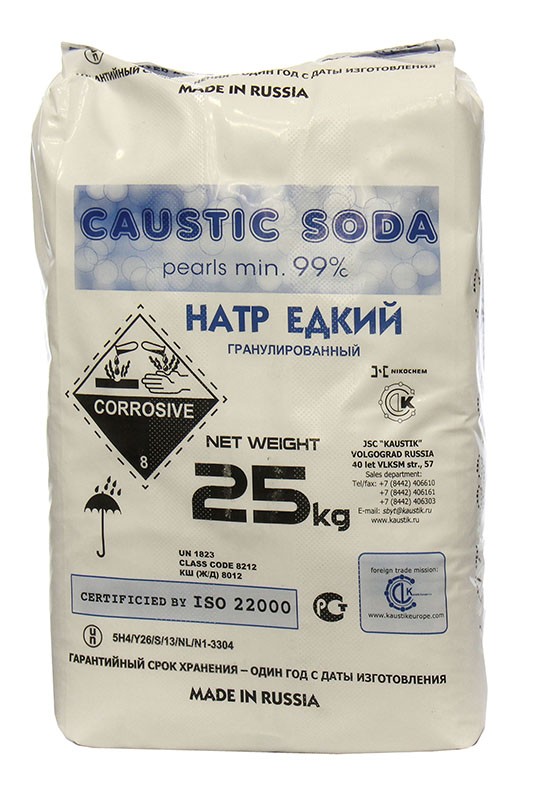 ГАРАНТИЙНЫЙ
НЕНИЯ – ОДИН ГОД С ДАТЫ ИЗГОТОВЛЕНИЯ
MADE IN RUSSIA
CAUSTIC SODA
pearls min. 99%
НАТР ЕДКИЙ
ГРАНУЛИРОВАННЫЙ
NIKOCHEM
CORROSIVE
8
JSC "KAUSTIK"
VOLGOGRAD RUSSIA
40 let VLKSM str., 57
Sales department:
Tel/fax: +7 (8442) 406610
+7 (8442) 406161
+7 (8442) 406303
E-mail: sbyt@kaustik.ru
www.kaustik.ru
NET WEIGHT
25kg
UN 1823
CLASS CODE 8212
КШ (Ж/Д) 8012
CERTIFICIED BY ISO 22000
РСТ
foreign trade mission:
www.kaustikeurope.com
un
5H4/Y26/S/13/NL/N1-3304
ГАРАНТИЙНЫЙ СРОК ХРАНЕНИЯ – ОДИН ГОД С ДАТЫ ИЗГОТОВЛЕНИЯ
MADE IN RUSSIA